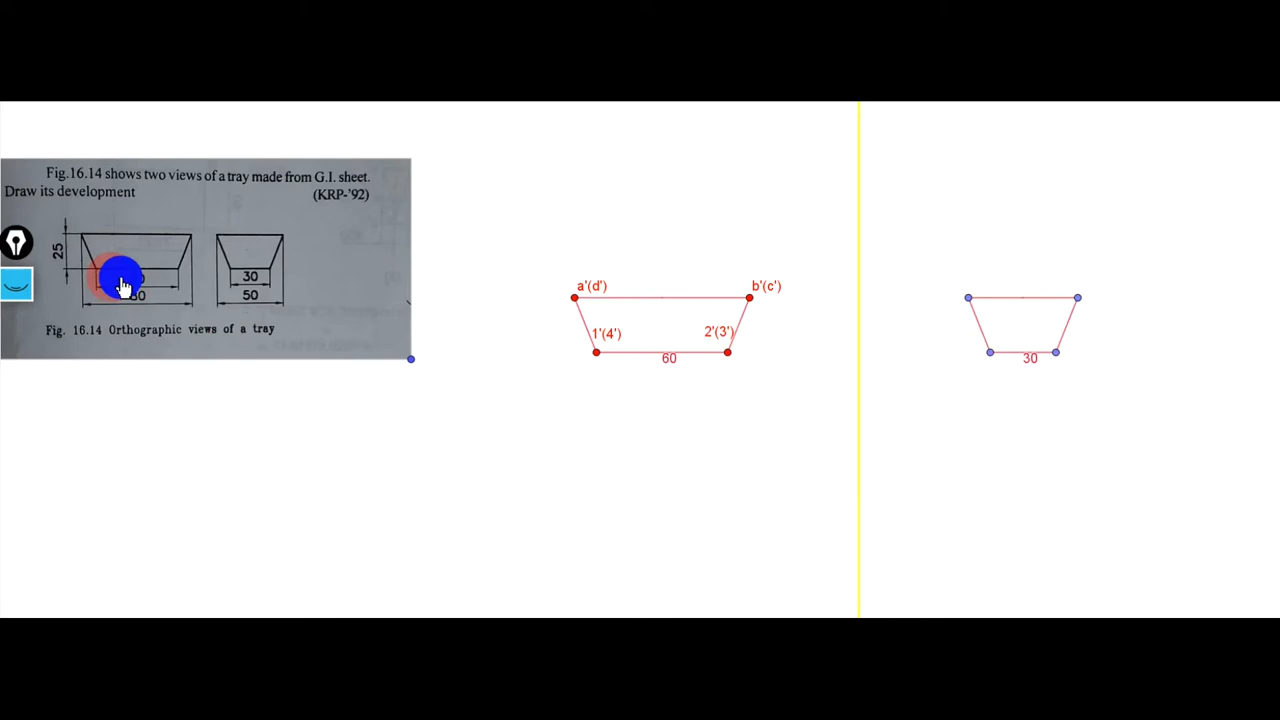 Fig.16.14 shows two views of a tray made from G.I. sheet.
Draw its development (KRP-'92)
25
30
50
Fig. 16.14 Orthographic views of a tray
a'(d') b'(c')
1'(4') 2'(3')
60
30